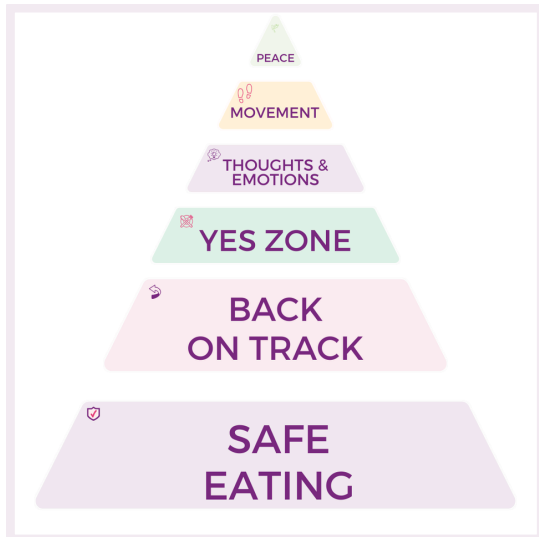 PEACE
MOVEMENT
THOUGHTS &
EMOTIONS
YES ZONE
BACK
ON TRACK
SAFE
EATING